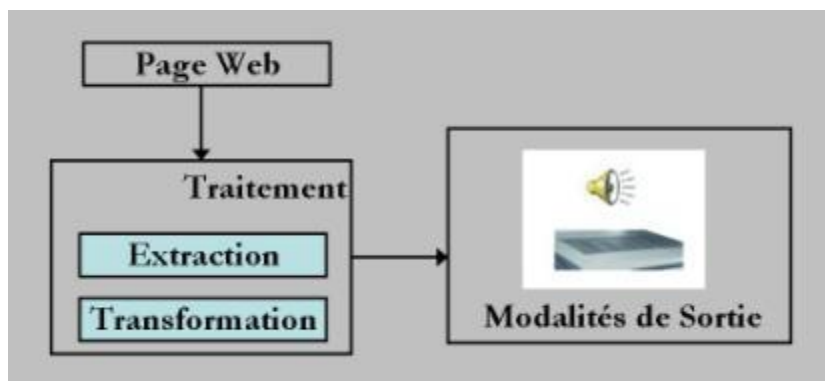 Page Web
Traitement
Extraction
Transformation
Modalités de Sortie